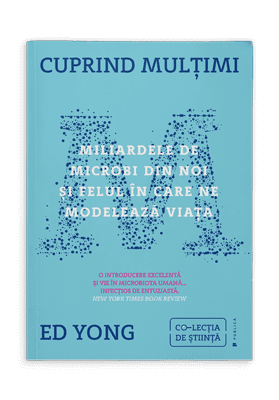 CUPRIND MULȚIMI
MILIARDELE DE
MICROBI DIN NOI
ȘI FELUL ÎN CARE NE
MODELEAZĂ VIAȚA
O INTRODUCERE EXCELENTĂ
ȘI VIE ÎN MICROBIOTA UMANĂ...
INFECȚIOS DE ENTUZIASTĂ.
NEW YORK TIMES BOOK REVIEW
ED YONG
CO-LECȚIA
DE ȘTIINȚĂ
PUBLICA